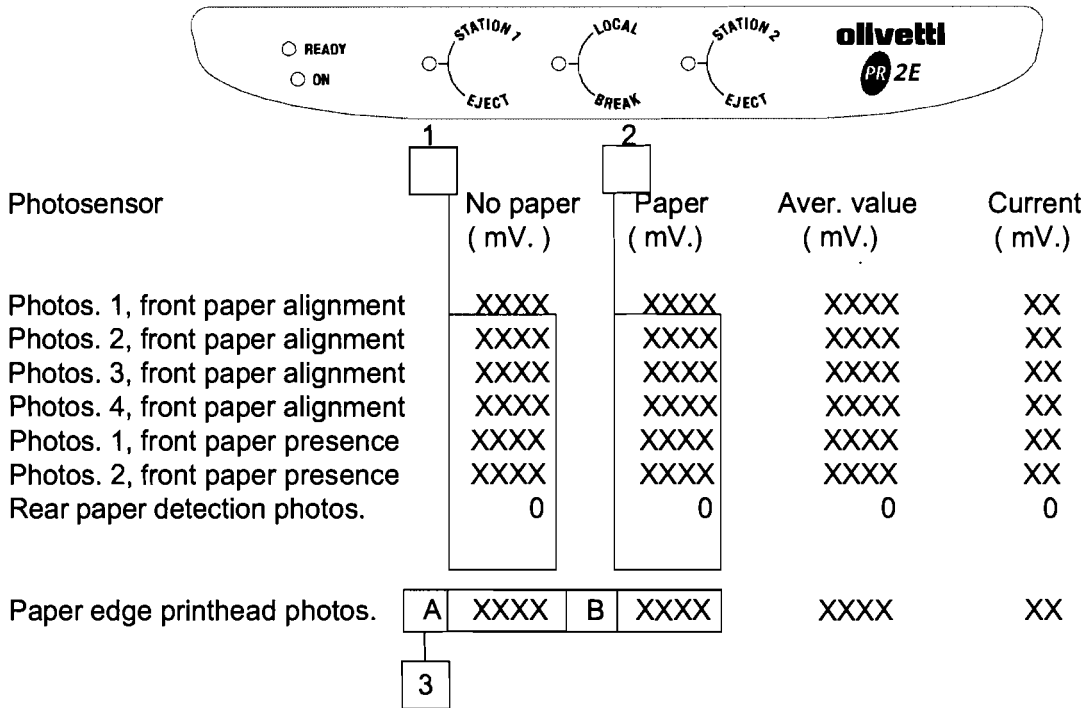 STATION 1 LOCAL STATION 2 olivetti
READY
ON PR 2E
EJECT BREAK EJECT
1 2
Photosensor No paper Paper Aver. value Current
( mV. ) ( mV.) ( mV.) ( mV.)
Photos. 1, front paper alignment XXXX XXXX XXXX XX
Photos. 2, front paper alignment XXXX XXXX XXXX XX
Photos. 3, front paper alignment XXXX XXXX XXXX XX
Photos. 4, front paper alignment XXXX XXXX XXXX XX
Photos. 1, front paper presence XXXX XXXX XXXX XX
Photos. 2, front paper presence XXXX XXXX XXXX XX
Rear paper detection photos. 0 0 0 0
Paper edge printhead photos. A XXXX B XXXX XXXX XX
3